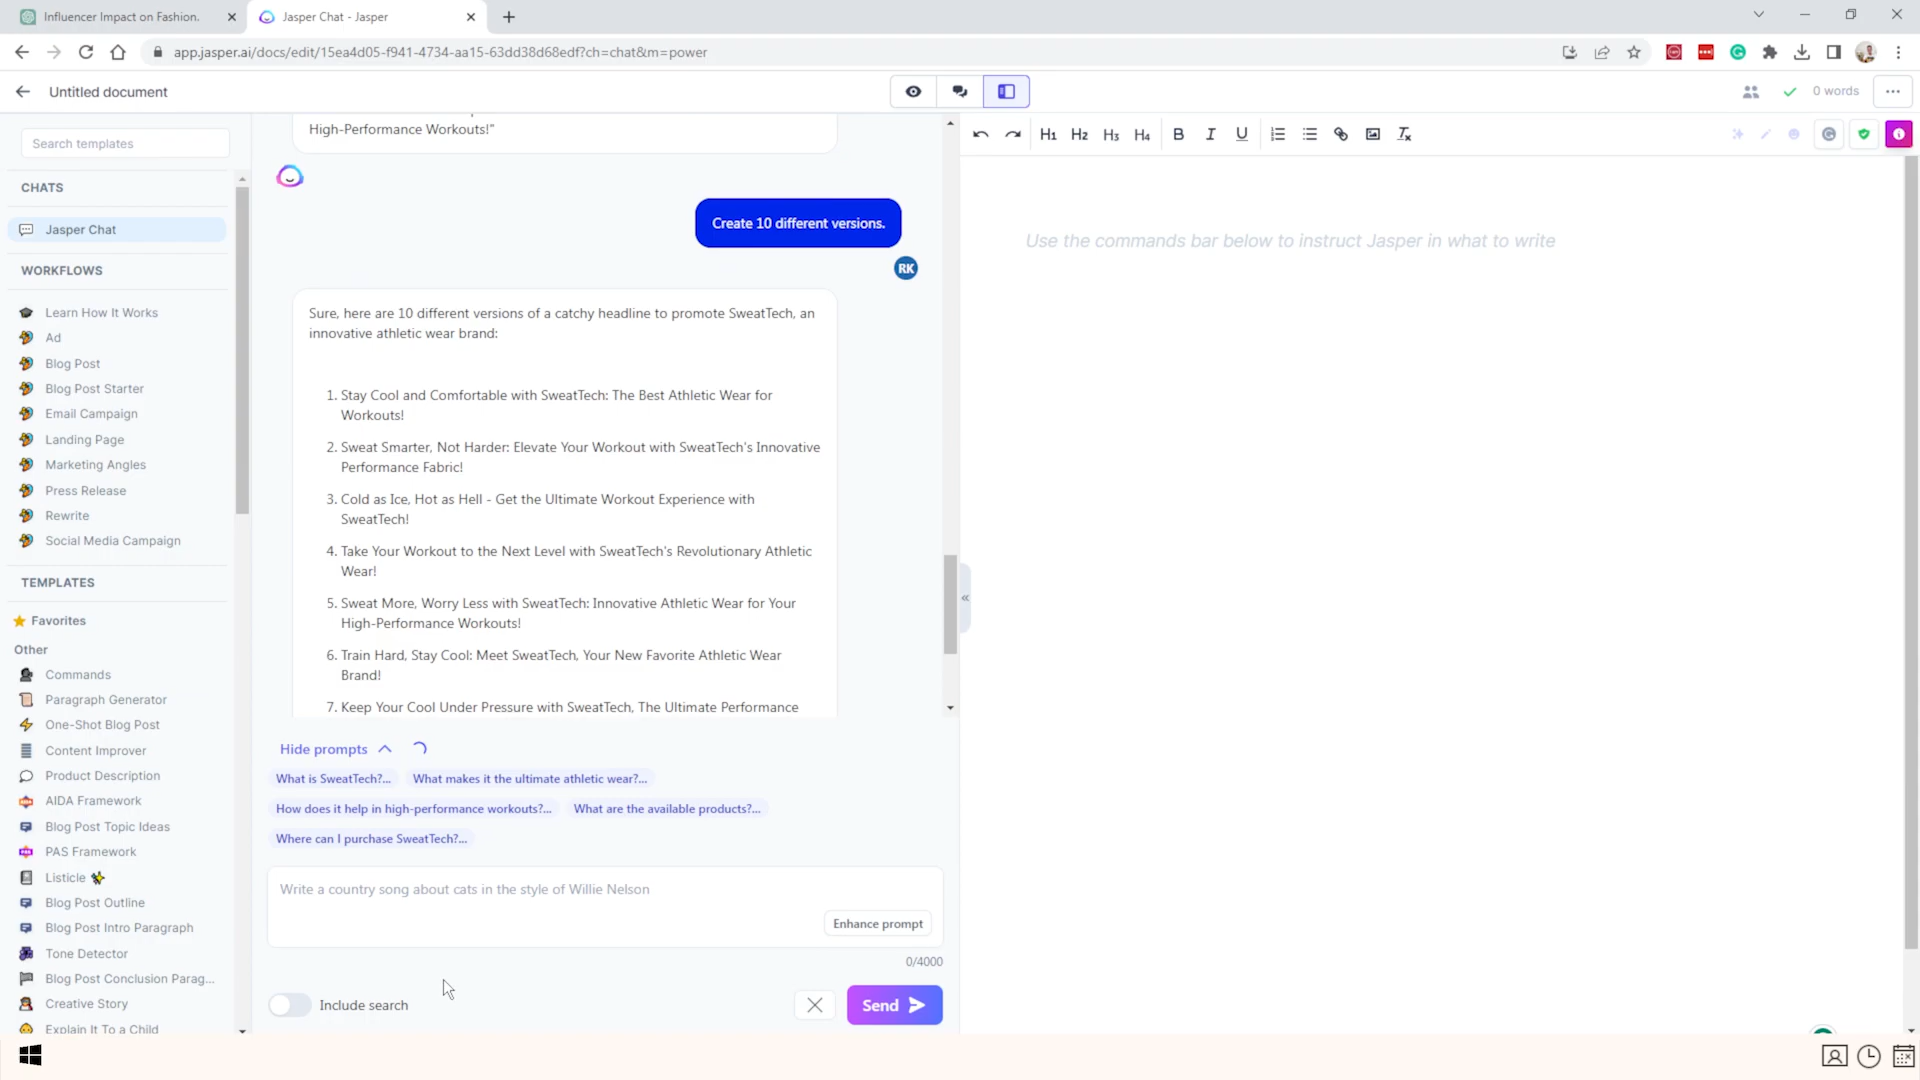 Influencer Impact on Fashion.
Jasper Chat - Jasper
app.jasper.ai/docs/edit/15ea4d05-f941-4734-aa15-63dd38d68edf?ch=chat&m=power
Untitled document
0 words
Search templates
CHATS
Jasper Chat
WORKFLOWS
Learn How It Works
Ad
Blog Post
Blog Post Starter
Email Campaign
Landing Page
Marketing Angles
Press Release
Rewrite
Social Media Campaign
TEMPLATES
Favorites
Other
Commands
Paragraph Generator
One-Shot Blog Post
Content Improver
Product Description
AIDA Framework
Blog Post Topic Ideas
PAS Framework
Listicle
Blog Post Outline
Blog Post Intro Paragraph
Tone Detector
Blog Post Conclusion Parag...
Creative Story
Explain It To a Child
High-Performance Workouts!"
Create 10 different versions.
RK
Sure, here are 10 different versions of a catchy headline to promote SweatTech, an
innovative athletic wear brand:
1. Stay Cool and Comfortable with SweatTech: The Best Athletic Wear for
Workouts!
2. Sweat Smarter, Not Harder: Elevate Your Workout with SweatTech's Innovative
Performance Fabric!
3. Cold as Ice, Hot as Hell - Get the Ultimate Workout Experience with
SweatTech!
4. Take Your Workout to the Next Level with SweatTech's Revolutionary Athletic
Wear!
5. Sweat More, Worry Less with SweatTech: Innovative Athletic Wear for Your
High-Performance Workouts!
6. Train Hard, Stay Cool: Meet SweatTech, Your New Favorite Athletic Wear
Brand!
7. Keep Your Cool Under Pressure with SweatTech, The Ultimate Performance
Hide prompts
What is SweatTech?...
What makes it the ultimate athletic wear?...
How does it help in high-performance workouts?...
What are the available products?...
Where can I purchase SweatTech?...
Write a country song about cats in the style of Willie Nelson
Enhance prompt
0/4000
Include search
Send
H1 H2 H3 H4 B I U
Use the commands bar below to instruct Jasper in what to write